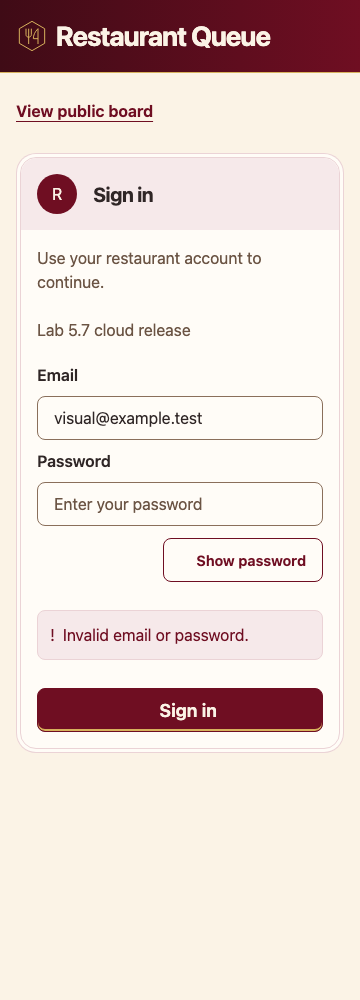 Restaurant Queue
View public board
R
Sign in
Use your restaurant account to
continue.
Lab 5.7 cloud release
Email
visual@example.test
Password
Enter your password
Show password
! Invalid email or password.
Sign in